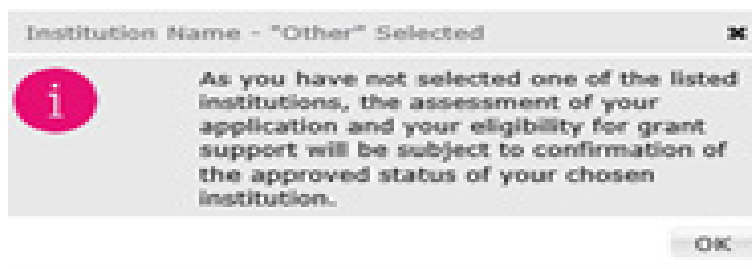 Institution Name - "Other" Selected
i
As you have not selected one of the listed
institutions, the assessment of your
application and your eligibility for grant
support will be subject to confirmation of
the approved status of your chosen
institution.
OK